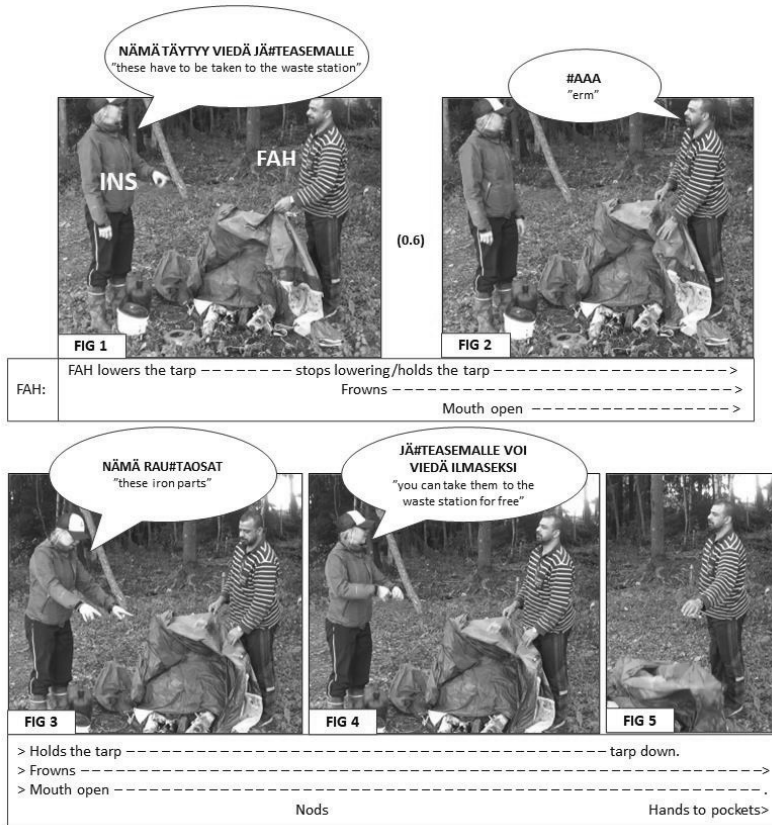 NÄMÄ TÄYTYY VIEDÄ JÄ#TEASEMALLE
"these have to be taken to the waste station"
#AAA
"erm"
INS
FAH
(0.6)
FIG 1
FIG 2
FAH: FAH lowers the tarp – – – – – – – – – stops lowering/holds the tarp – – – – – – – – – – – – – – – – – – – – – – – >
Frowns – – – – – – – – – – – – – – – – – – – – – – – – – – – – – – – – – >
Mouth open – – – – – – – – – – – – – – – – – – – >
NÄMÄ RAU#TAOSAT
"these iron parts"
JÄ#TEASEMALLE VOI
VIEDÄ ILMASEKSI
"you can take them to the
waste station for free"
FIG 3
FIG 4
FIG 5
> Holds the tarp – – – – – – – – – – – – – – – – – – – – – – – – – – – – – – – – – – – – – – – – – – – – – – tarp down.
> Frowns – – – – – – – – – – – – – – – – – – – – – – – – – – – – – – – – – – – – – – – – – – – – – – – – – – – – – – – – – – – – – – – – >
> Mouth open – – – – – – – – – – – – – – – – – – – – – – – – – – – – – – – – – – – – – – – – – – – – – – – – – – – – – – – – – – – – .
Nods Hands to pockets>